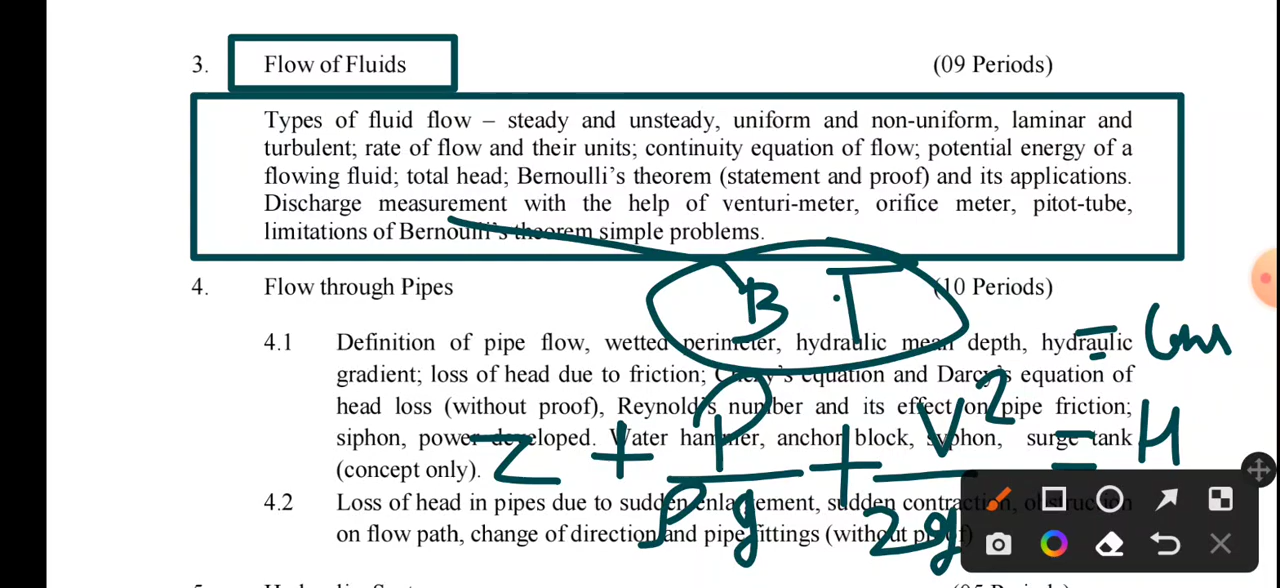 3. Flow of Fluids (09 Periods)
Types of fluid flow – steady and unsteady, uniform and non-uniform, laminar and
turbulent; rate of flow and their units; continuity equation of flow; potential energy of a
flowing fluid; total head; Bernoulli's theorem (statement and proof) and its applications.
Discharge measurement with the help of venturi-meter, orifice meter, pitot-tube,
limitations of Bernoulli's theorem simple problems.
4. Flow through Pipes (10 Periods)
B.T
4.1 Definition of pipe flow, wetted perimeter, hydraulic mean depth, hydraulic
gradient; loss of head due to friction; Chezy's equation and Darcy's equation of
head loss (without proof), Reynold's number and its effect on pipe friction;
siphon, power developed. Water hammer, anchor block, syphon, surge tank
(concept only).
Z + P/ρg + V²/2g = H
4.2 Loss of head in pipes due to sudden enlargement, sudden contraction, obstruction
on flow path, change of direction and pipe fittings (without proof)